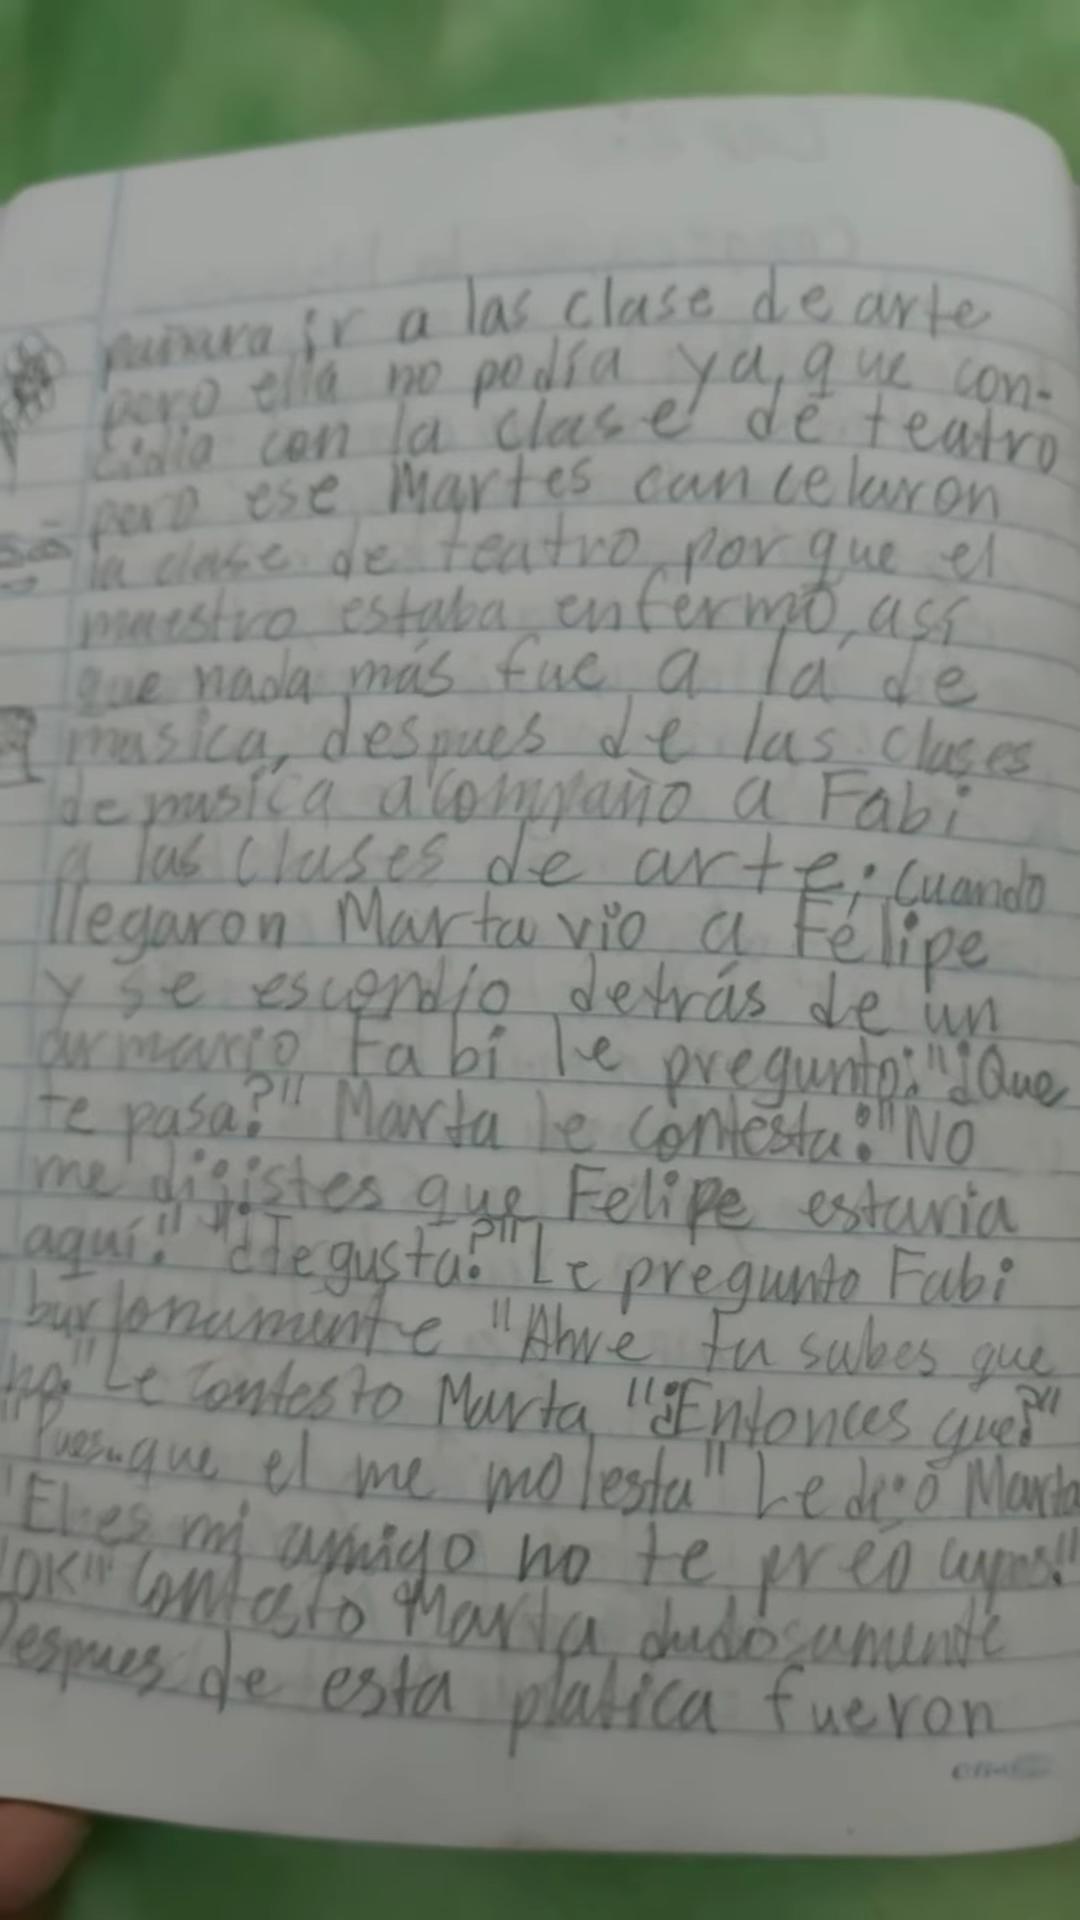 ir a las clase de arte
pero ella no podía ya, que con-
sidia con la clase de teatro
pero ese Martes cancelaron
la clase de teatro porque el
maestro estaba enfermo, así
que nada más fue a la de
musica, despues de las clases
de musica acompaño a Fabi
a las clases de arte; cuando
llegaron Marta vio a Felipe
y se escondio detrás de un
armario Fabi le pregunto: "¿Que
te pasa?" Marta le contesta: "NO
me dijistes que Felipe estaria
aquí." "¿Te gusta?" Le pregunto Fabi
burlonamente "Ahve tu sabes que
no." Le contesto Marta "¿Entonces que?"
"Pues..que el me molesta" Le dijo Marta
"El es mi amigo no te preocupes!"
"OK" Contesto Marta dudosamente
Despues de esta platica fueron